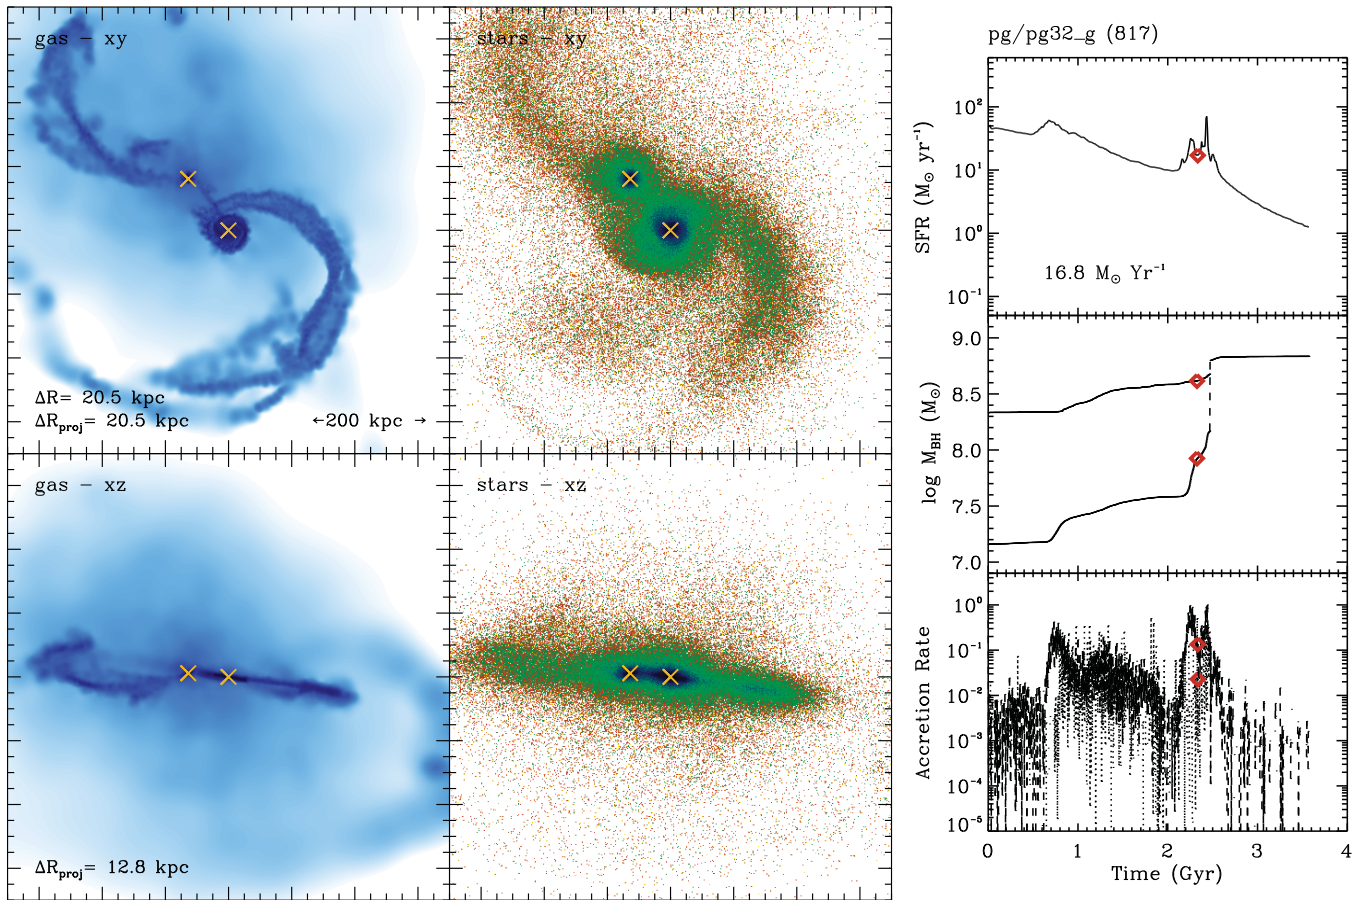 gas − xy
stars − xy
ΔR= 20.5 kpc
ΔRproj= 20.5 kpc
←200 kpc →
gas − xz
stars − xz
ΔRproj= 12.8 kpc
pg/pg32_g (817)
SFR (M⊙ yr⁻¹)
10²
10¹
10⁰
10⁻¹
16.8 M⊙ Yr⁻¹
log MBH (M⊙)
9.0
8.5
8.0
7.5
7.0
Accretion Rate
10⁰
10⁻¹
10⁻²
10⁻³
10⁻⁴
10⁻⁵
0 1 2 3 4
Time (Gyr)